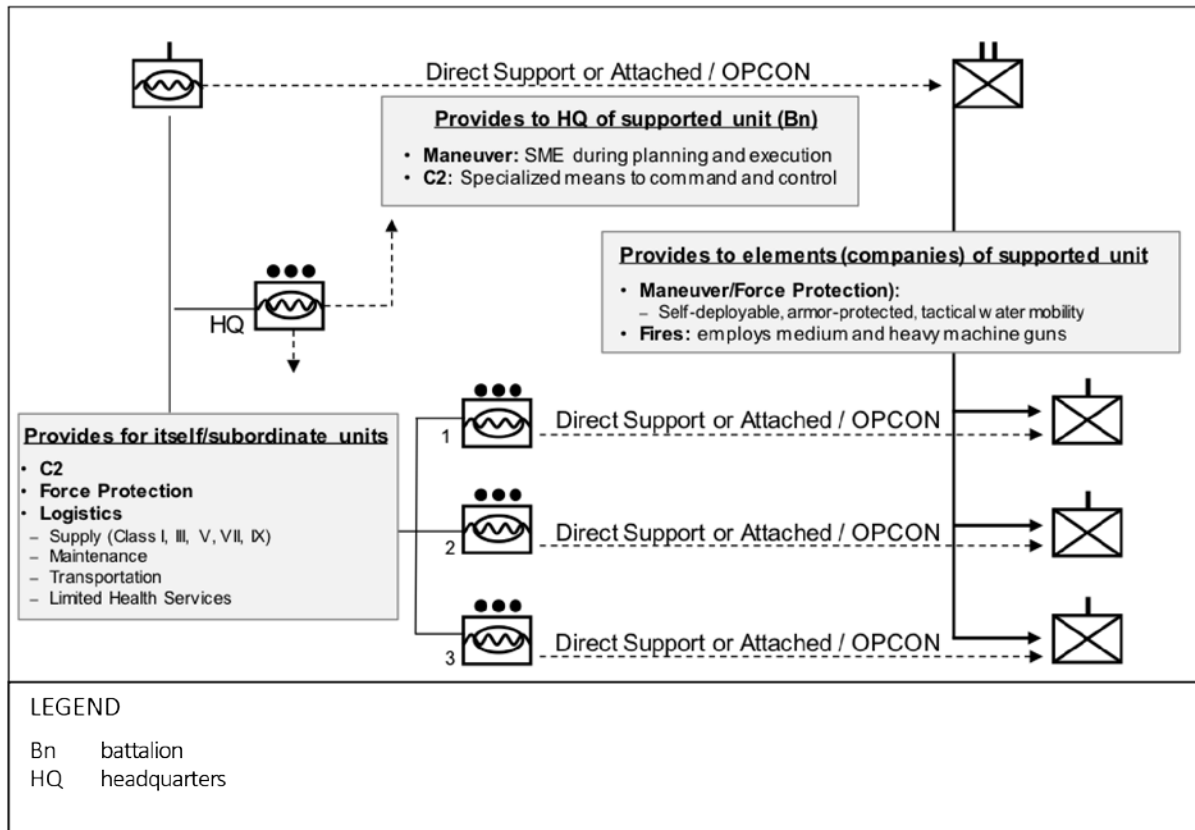 Direct Support or Attached / OPCON
Provides to HQ of supported unit (Bn)
• Maneuver: SME during planning and execution
• C2: Specialized means to command and control
Provides to elements (companies) of supported unit
• Maneuver/Force Protection):
– Self-deployable, armor-protected, tactical water mobility
• Fires: employs medium and heavy machine guns
HQ
Provides for itself/subordinate units
• C2
• Force Protection
• Logistics
– Supply (Class I, III, V, VII, IX)
– Maintenance
– Transportation
– Limited Health Services
1
Direct Support or Attached / OPCON
2
Direct Support or Attached / OPCON
3
Direct Support or Attached / OPCON
LEGEND
Bn battalion
HQ headquarters